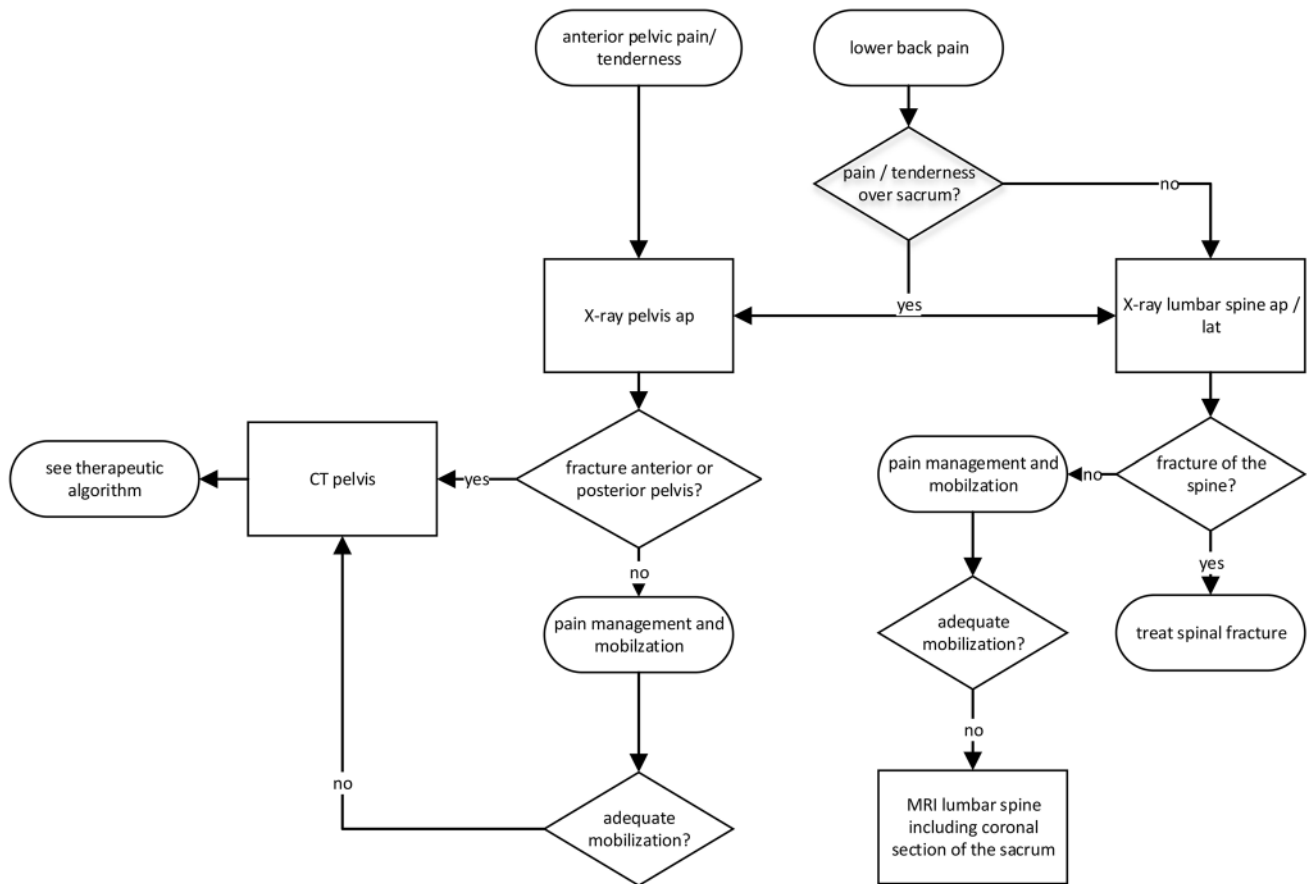 anterior pelvic pain/
tenderness
lower back pain
pain / tenderness
over sacrum?
no
yes
X-ray pelvis ap
X-ray lumbar spine ap /
lat
see therapeutic
algorithm
CT pelvis
yes
fracture anterior or
posterior pelvis?
pain management and
mobilzation
no
fracture of the
spine?
no
yes
pain management and
mobilzation
adequate
mobilization?
treat spinal fracture
no
no
adequate
mobilization?
MRI lumbar spine
including coronal
section of the sacrum